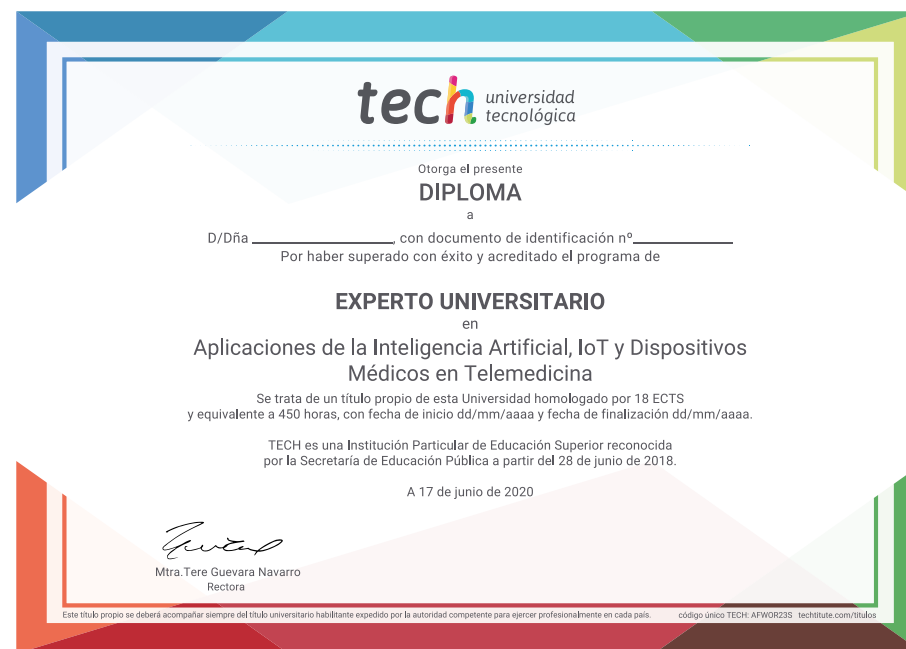 tech universidad
tecnológica
Otorga el presente
DIPLOMA
a
D/Dña ____________________, con documento de identificación nº______________
Por haber superado con éxito y acreditado el programa de
EXPERTO UNIVERSITARIO
en
Aplicaciones de la Inteligencia Artificial, IoT y Dispositivos
Médicos en Telemedicina
Se trata de un título propio de esta Universidad homologado por 18 ECTS
y equivalente a 450 horas, con fecha de inicio dd/mm/aaaa y fecha de finalización dd/mm/aaaa.
TECH es una Institución Particular de Educación Superior reconocida
por la Secretaría de Educación Pública a partir del 28 de junio de 2018.
A 17 de junio de 2020
Mtra.Tere Guevara Navarro
Rectora
Este título propio se deberá acompañar siempre del título universitario habilitante expedido por la autoridad competente para ejercer profesionalmente en cada país. código único TECH: AFWOR23S techtitute.com/titulos